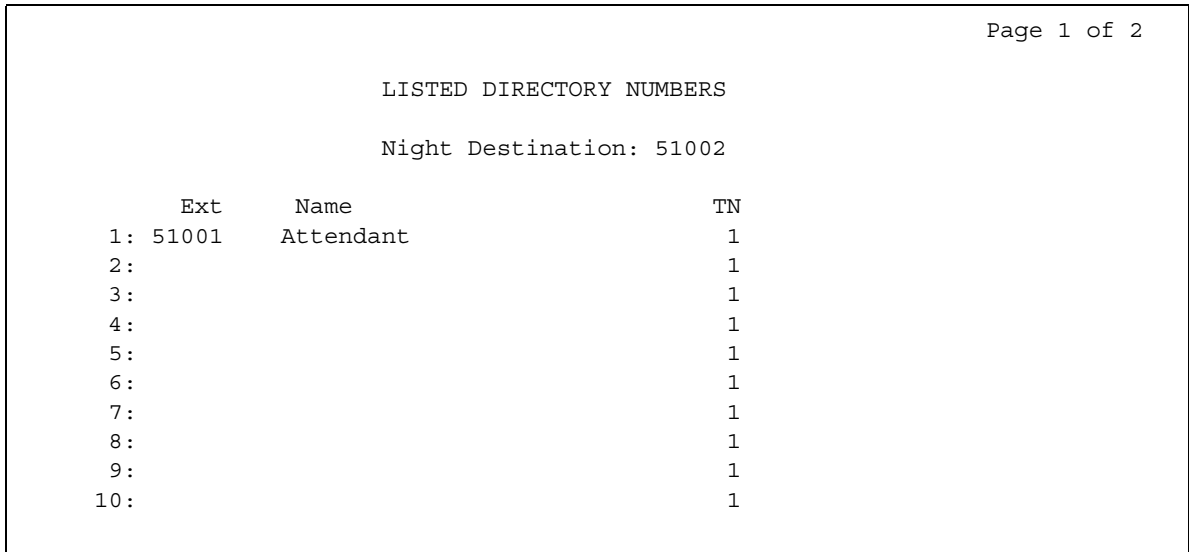 Page 1 of 2
LISTED DIRECTORY NUMBERS
Night Destination: 51002
Ext Name TN
1: 51001 Attendant 1
2: 1
3: 1
4: 1
5: 1
6: 1
7: 1
8: 1
9: 1
10: 1